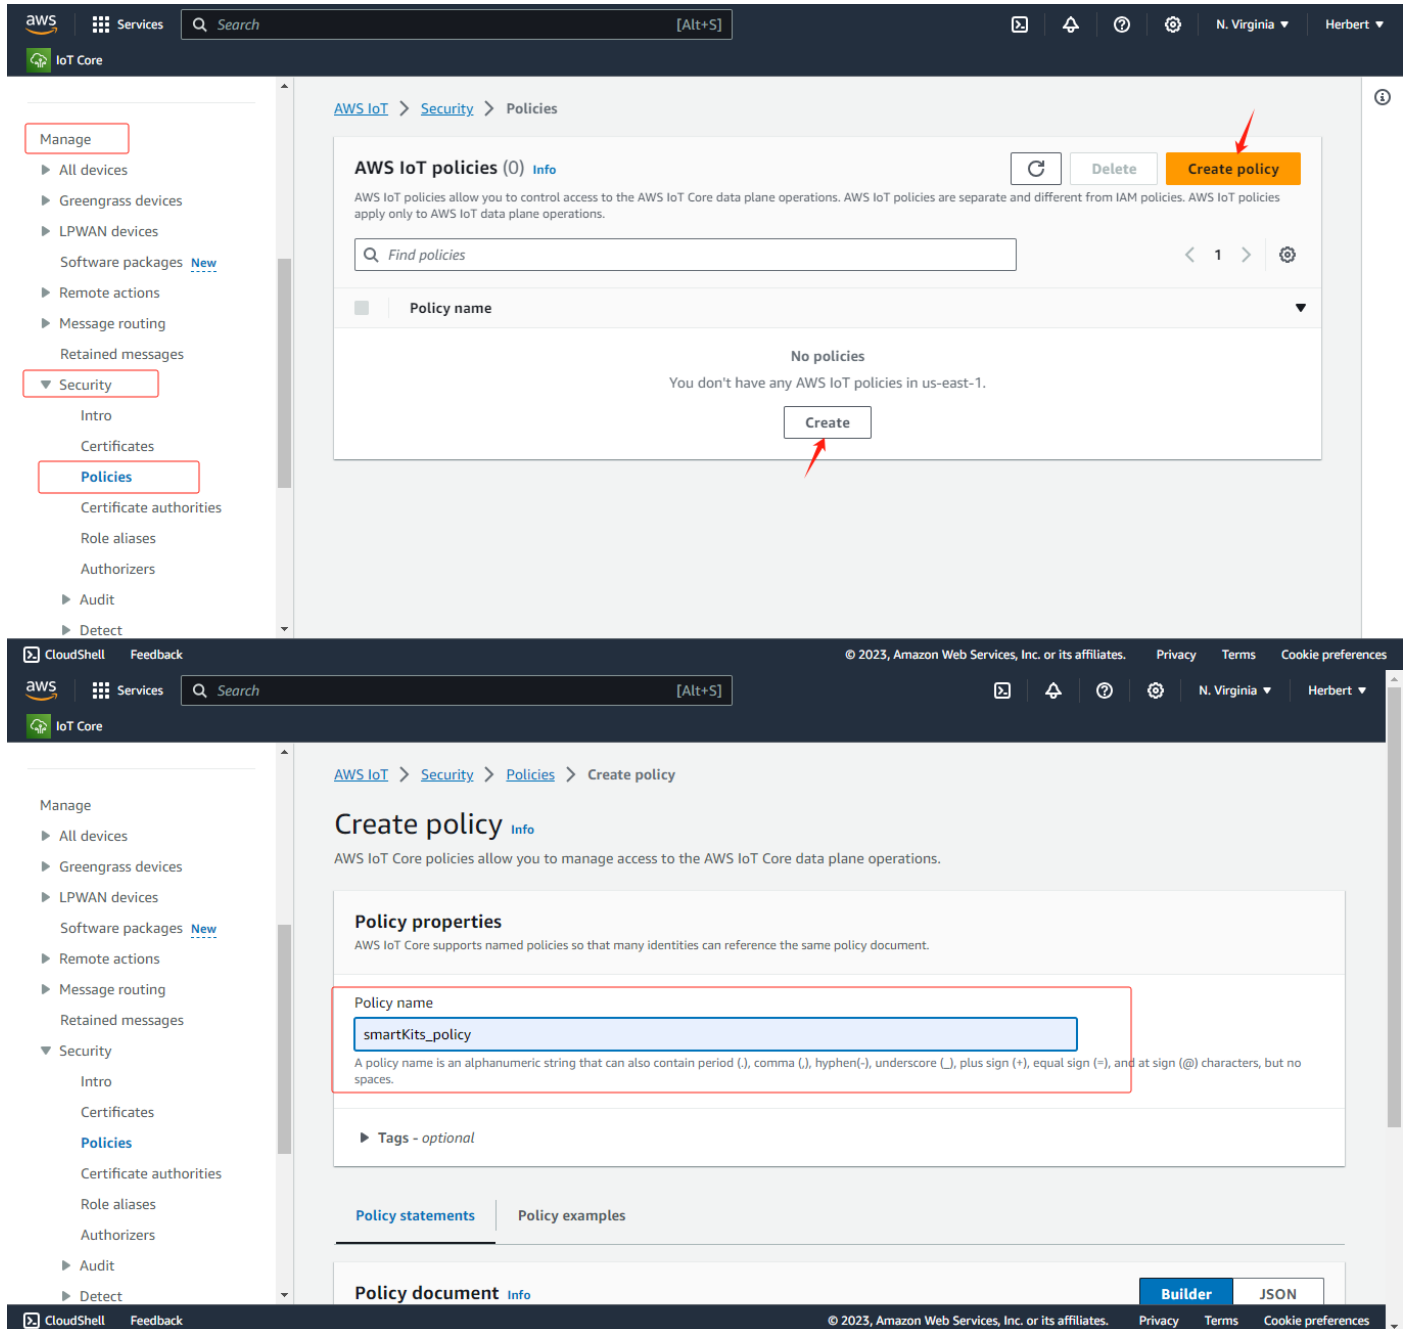 aws
Services
Search
[Alt+S]
N. Virginia
Herbert
IoT Core
Manage
All devices
Greengrass devices
LPWAN devices
Software packages New
Remote actions
Message routing
Retained messages
Security
Intro
Certificates
Policies
Certificate authorities
Role aliases
Authorizers
Audit
Detect
AWS IoT > Security > Policies
AWS IoT policies (0) Info
Delete
Create policy
AWS IoT policies allow you to control access to the AWS IoT Core data plane operations. AWS IoT policies are separate and different from IAM policies. AWS IoT policies
apply only to AWS IoT data plane operations.
Find policies
1
Policy name
No policies
You don't have any AWS IoT policies in us-east-1.
Create
CloudShell
Feedback
© 2023, Amazon Web Services, Inc. or its affiliates.
Privacy
Terms
Cookie preferences
aws
Services
Search
[Alt+S]
N. Virginia
Herbert
IoT Core
Manage
All devices
Greengrass devices
LPWAN devices
Software packages New
Remote actions
Message routing
Retained messages
Security
Intro
Certificates
Policies
Certificate authorities
Role aliases
Authorizers
Audit
Detect
AWS IoT > Security > Policies > Create policy
Create policy Info
AWS IoT Core policies allow you to manage access to the AWS IoT Core data plane operations.
Policy properties
AWS IoT Core supports named policies so that many identities can reference the same policy document.
Policy name
smartKits_policy
A policy name is an alphanumeric string that can also contain period (.), comma (,), hyphen(-), underscore (_), plus sign (+), equal sign (=), and at sign (@) characters, but no
spaces.
Tags - optional
Policy statements
Policy examples
Policy document Info
Builder
JSON
CloudShell
Feedback
© 2023, Amazon Web Services, Inc. or its affiliates.
Privacy
Terms
Cookie preferences